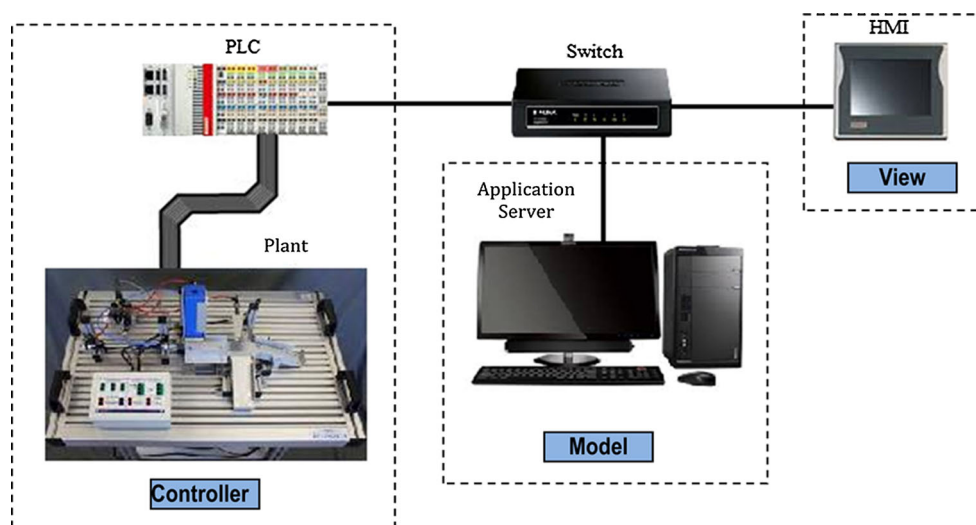 PLC
Switch
HMI
View
Application
Server
Plant
Model
Controller